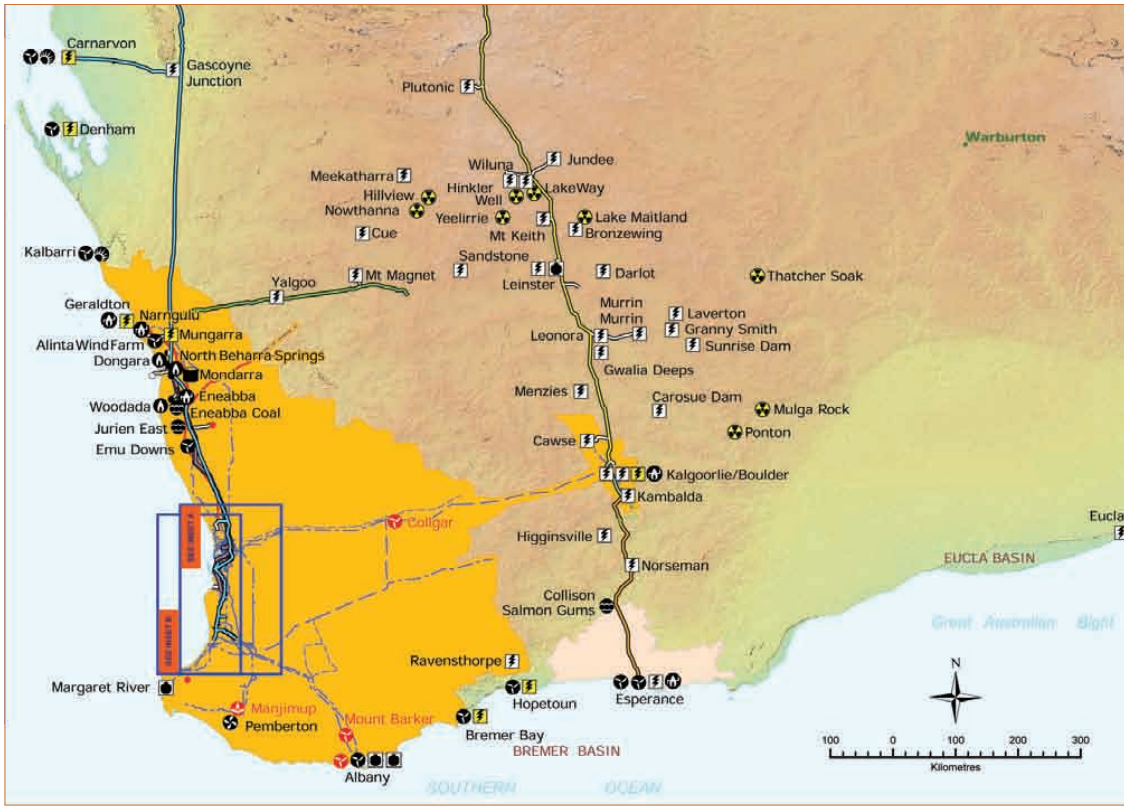 Carnarvon
Gascoyne
Junction
Plutonic
Denham
Warburton
Jundee
Wiluna
Meekatharra
Hinkler
Well
LakeWay
Hillview
Nowthanna
Yeelirrie
Lake Maitland
Mt Keith
Bronzewing
Cue
Kalbarri
Sandstone
Mt Magnet
Darlot
Thatcher Soak
Leinster
Yalgoo
Geraldton
Narngulu
Murrin
Murrin
Laverton
Granny Smith
Mungarra
Leonora
Alinta Wind Farm
Sunrise Dam
Dongara
North Beharra Springs
Gwalia Deeps
Mondarra
Menzies
Eneabba
Woodada
Eneabba Coal
Carosue Dam
Mulga Rock
Jurien East
Ponton
Emu Downs
Cawse
Kalgoorlie/Boulder
Kambalda
SEE INSET A
Collgar
Higginsville
Eucla
EUCLA BASIN
Norseman
Collison
Salmon Gums
SEE INSET B
Great Australian Bight
Ravensthorpe
N
Margaret River
Hopetoun
Esperance
Manjimup
Pemberton
Mount Barker
Bremer Bay
BREMER BASIN
100 0 100 200 300
Kilometres
Albany
SOUTHERN OCEAN